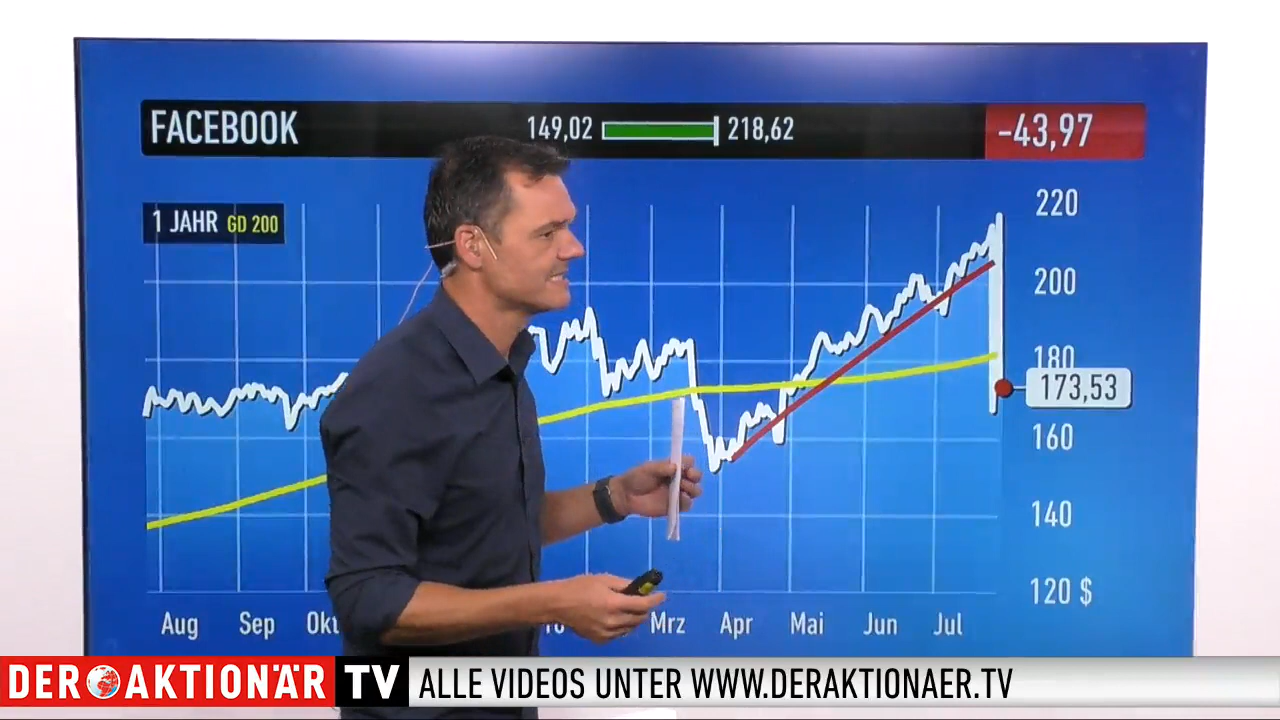 FACEBOOK 149,02 218,62 -43,97
1 JAHR GD 200
220
200
180
173,53
160
140
120 $
Aug Sep Okt Mrz Apr Mai Jun Jul
DER AKTIONÄR TV ALLE VIDEOS UNTER WWW.DERAKTIONAER.TV